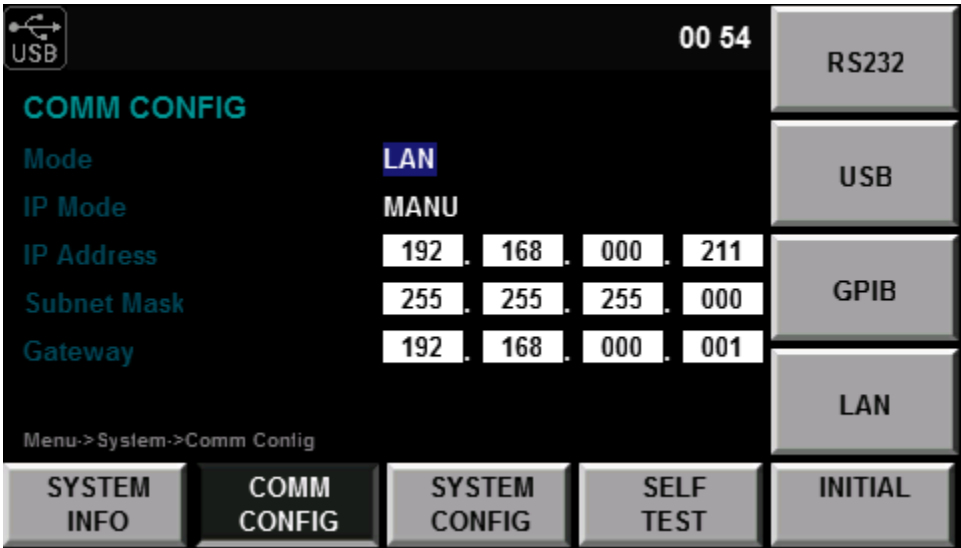 USB
00 54
COMM CONFIG
Mode LAN
IP Mode MANU
IP Address 192 . 168 . 000 . 211
Subnet Mask 255 . 255 . 255 . 000
Gateway 192 . 168 . 000 . 001
Menu->System->Comm Config
RS232
USB
GPIB
LAN
SYSTEM
INFO
COMM
CONFIG
SYSTEM
CONFIG
SELF
TEST
INITIAL